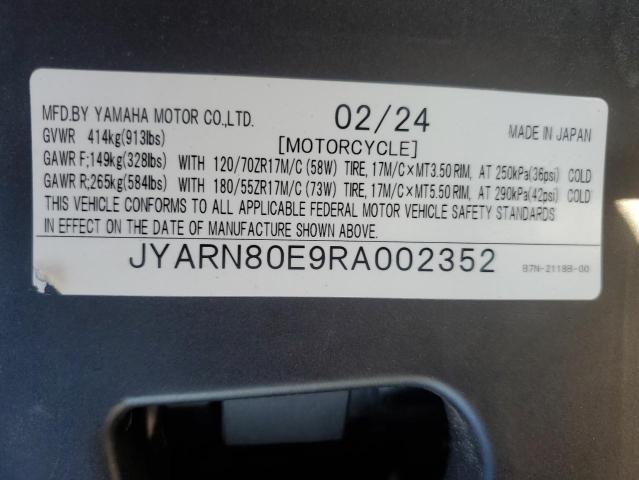 MFD.BY YAMAHA MOTOR CO.,LTD. 02/24 MADE IN JAPAN
GVWR 414kg(913lbs) [MOTORCYCLE]
GAWR F;149kg(328lbs) WITH 120/70ZR17M/C (58W) TIRE, 17M/C×MT3.50 RIM, AT 250kPa(36psi) COLD
GAWR R;265kg(584lbs) WITH 180/55ZR17M/C (73W) TIRE, 17M/C×MT5.50 RIM, AT 290kPa(42psi) COLD
THIS VEHICLE CONFORMS TO ALL APPLICABLE FEDERAL MOTOR VEHICLE SAFETY STANDARDS
IN EFFECT ON THE DATE OF MANUFACTURE SHOWN ABOVE.
JYARN80E9RA002352 B7N-2118B-00